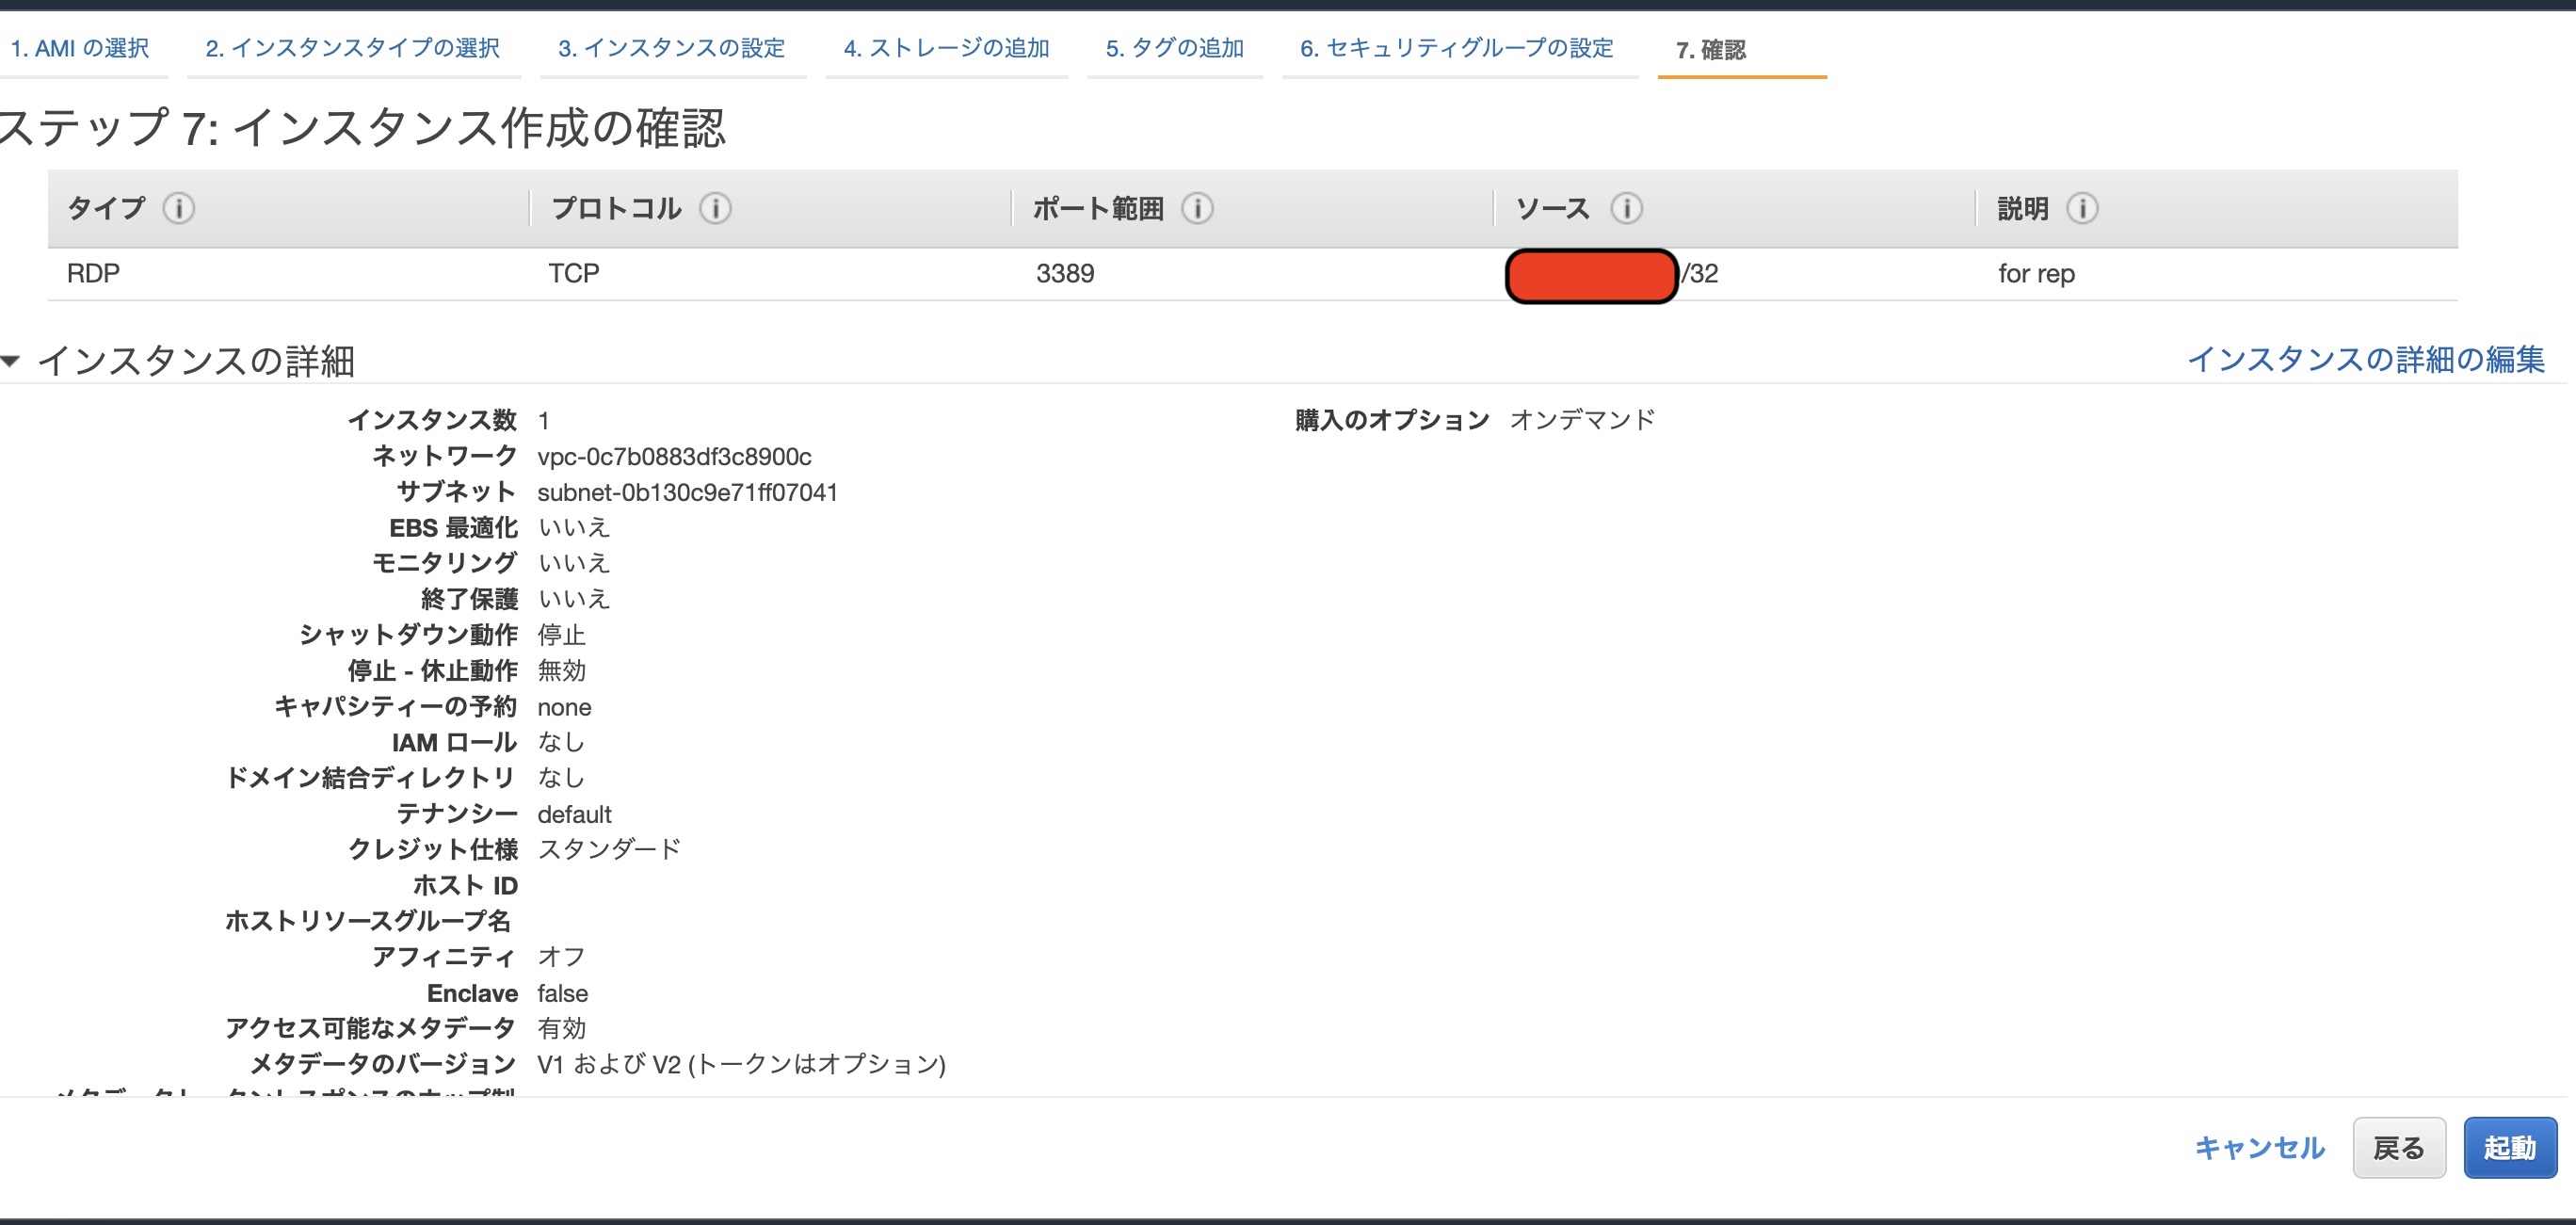 1. AMI の選択 2. インスタンスタイプの選択 3. インスタンスの設定 4. ストレージの追加 5. タグの追加 6. セキュリティグループの設定 7. 確認
ステップ 7: インスタンス作成の確認
タイプ プロトコル ポート範囲 ソース 説明
RDP TCP 3389 /32 for rep
インスタンスの詳細 インスタンスの詳細の編集
インスタンス数 1 購入のオプション オンデマンド
ネットワーク vpc-0c7b0883df3c8900c
サブネット subnet-0b130c9e71ff07041
EBS 最適化 いいえ
モニタリング いいえ
終了保護 いいえ
シャットダウン動作 停止
停止 - 休止動作 無効
キャパシティーの予約 none
IAM ロール なし
ドメイン結合ディレクトリ なし
テナンシー default
クレジット仕様 スタンダード
ホスト ID
ホストリソースグループ名
アフィニティ オフ
Enclave false
アクセス可能なメタデータ 有効
メタデータのバージョン V1 および V2 (トークンはオプション)
キャンセル 戻る 起動